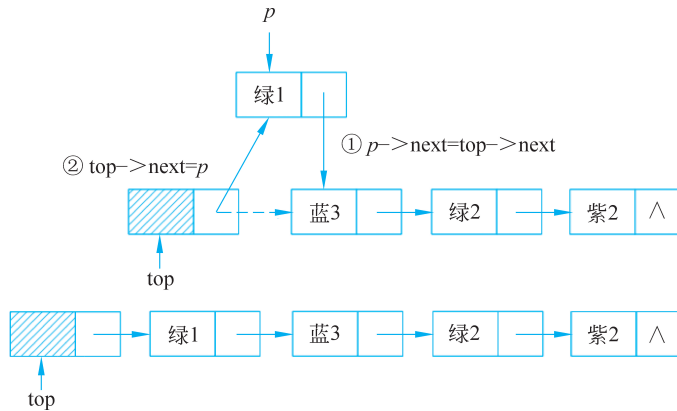 p
绿1
① p->next=top->next
② top->next=p
蓝3 绿2 紫2 ∧
top
绿1 蓝3 绿2 紫2 ∧
top